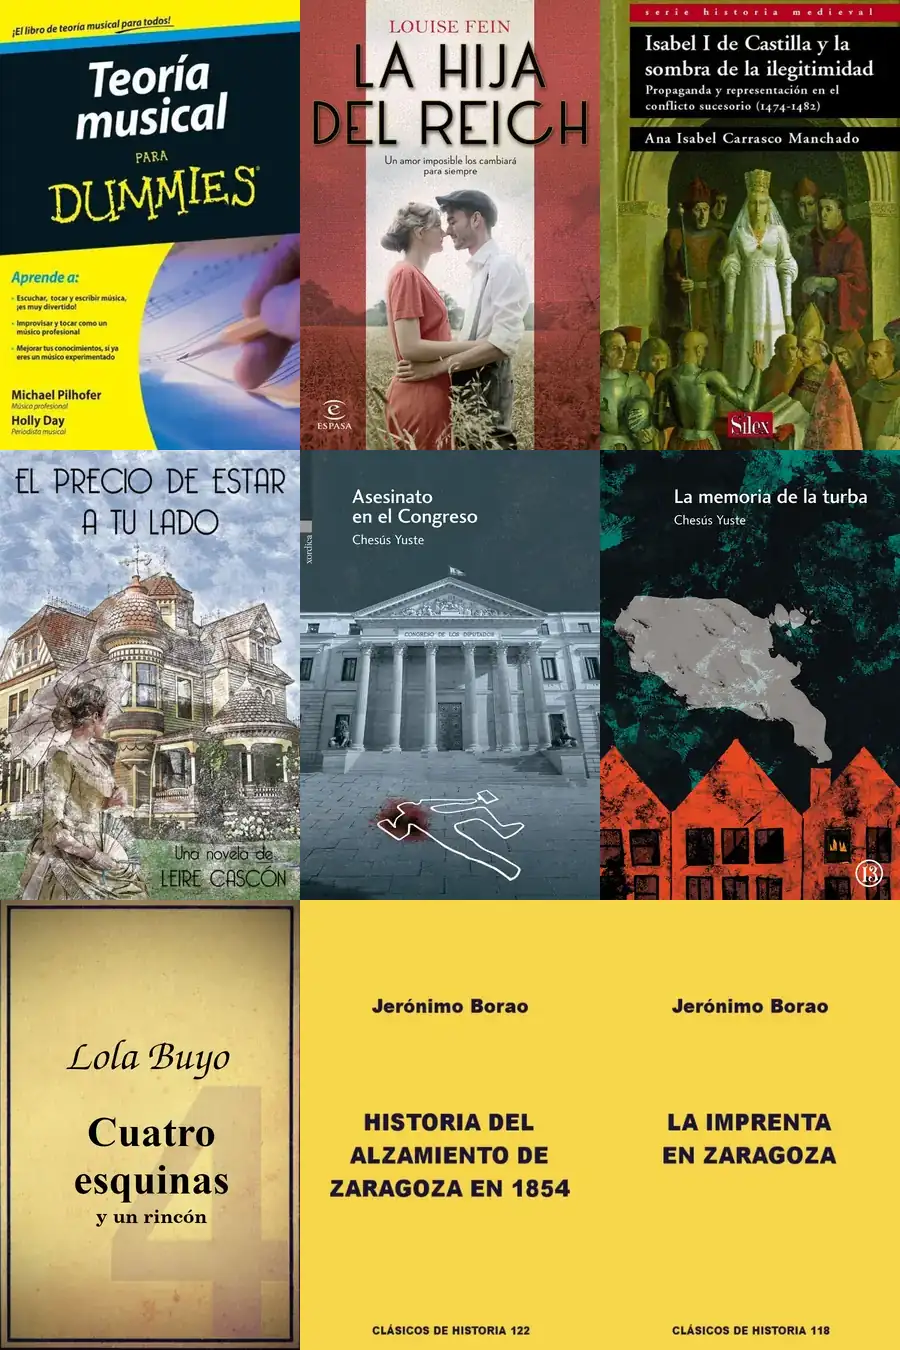 ¡El libro de teoría musical para todos!
Teoría
musical
PARA
DUMMIES®
Aprende a:
• Escuchar, tocar y escribir música,
¡es muy divertido!
• Improvisar y tocar como un
músico profesional
• Mejorar tus conocimientos, si ya
eres un músico experimentado
Michael Pilhofer
Músico profesional
Holly Day
Periodista musical
LOUISE FEIN
LA HIJA
DEL REICH
Un amor imposible los cambiará
para siempre
ESPASA
serie historia medieval
Isabel I de Castilla y la
sombra de la ilegitimidad
Propaganda y representación en el
conflicto sucesorio (1474-1482)
Ana Isabel Carrasco Manchado
Sílex
EL PRECIO DE ESTAR
A TU LADO
Una novela de
LEIRE CASCÓN
Asesinato
en el Congreso
Chesús Yuste
xordica
CONGRESO DE LOS DIPUTADOS
La memoria de la turba
Chesús Yuste
13
Lola Buyo
Cuatro
esquinas
y un rincón
4
Jerónimo Borao
HISTORIA DEL
ALZAMIENTO DE
ZARAGOZA EN 1854
CLÁSICOS DE HISTORIA 122
Jerónimo Borao
LA IMPRENTA
EN ZARAGOZA
CLÁSICOS DE HISTORIA 118